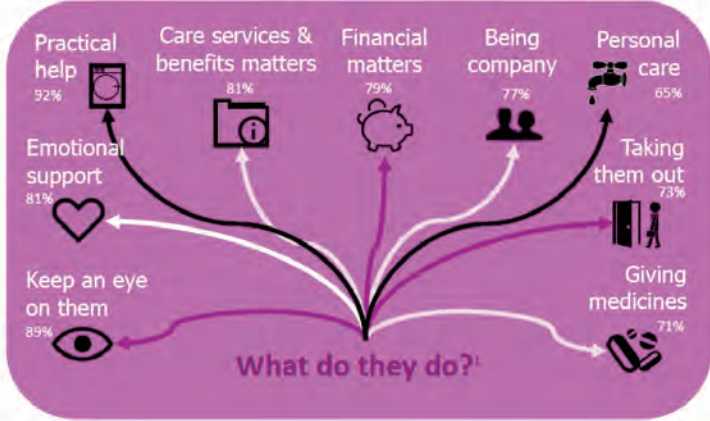 Practical
help
92%
Care services &
benefits matters
81%
Financial
matters
79%
Being
company
77%
Personal
care
65%
Emotional
support
81%
Taking
them out
73%
Keep an eye
on them
89%
Giving
medicines
71%
What do they do?¹